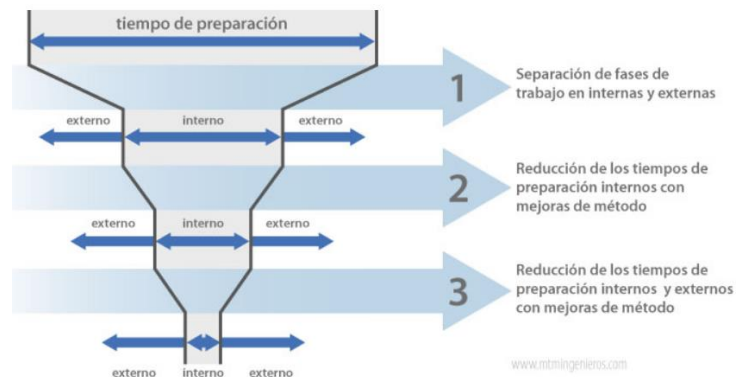 tiempo de preparación
1
Separación de fases de
trabajo en internas y externas
externo interno externo
2
Reducción de los tiempos de
preparación internos con
mejoras de método
externo interno externo
3
Reducción de los tiempos de
preparación internos y externos
con mejoras de método
www.mtmingenieros.com
externo interno externo